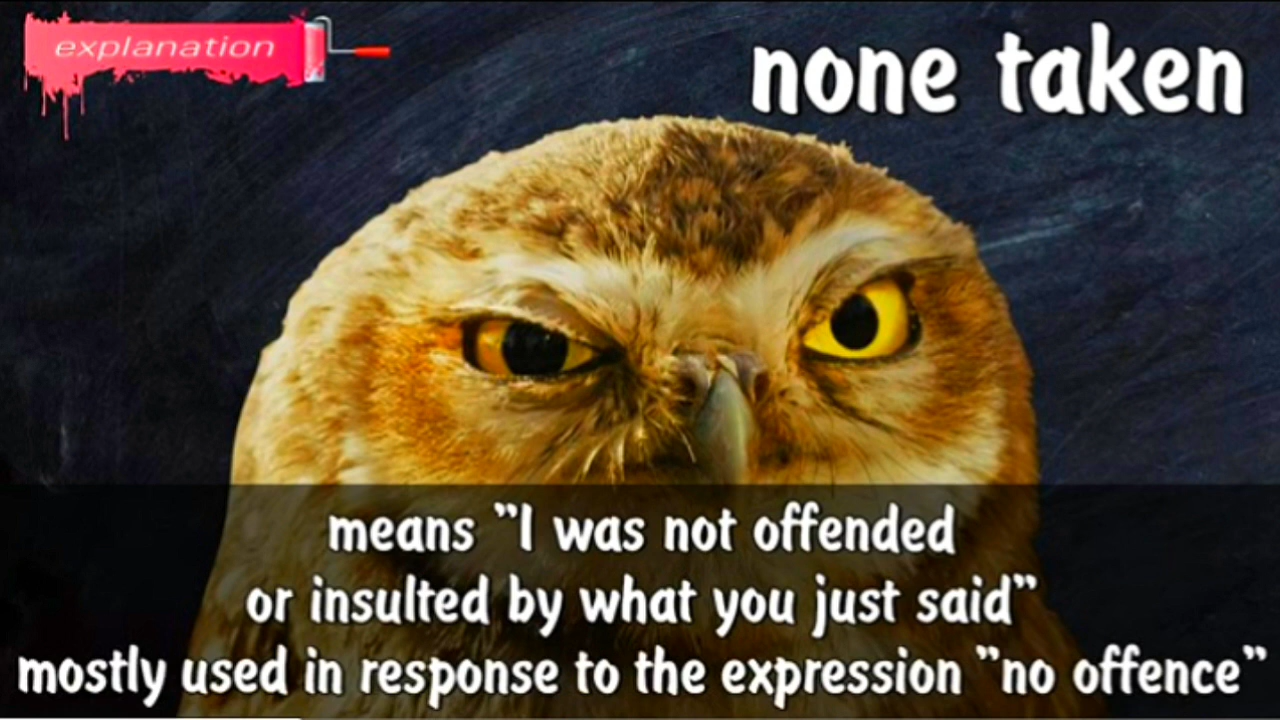 explanation
none taken
means "I was not offended
or insulted by what you just said"
mostly used in response to the expression "no offence"